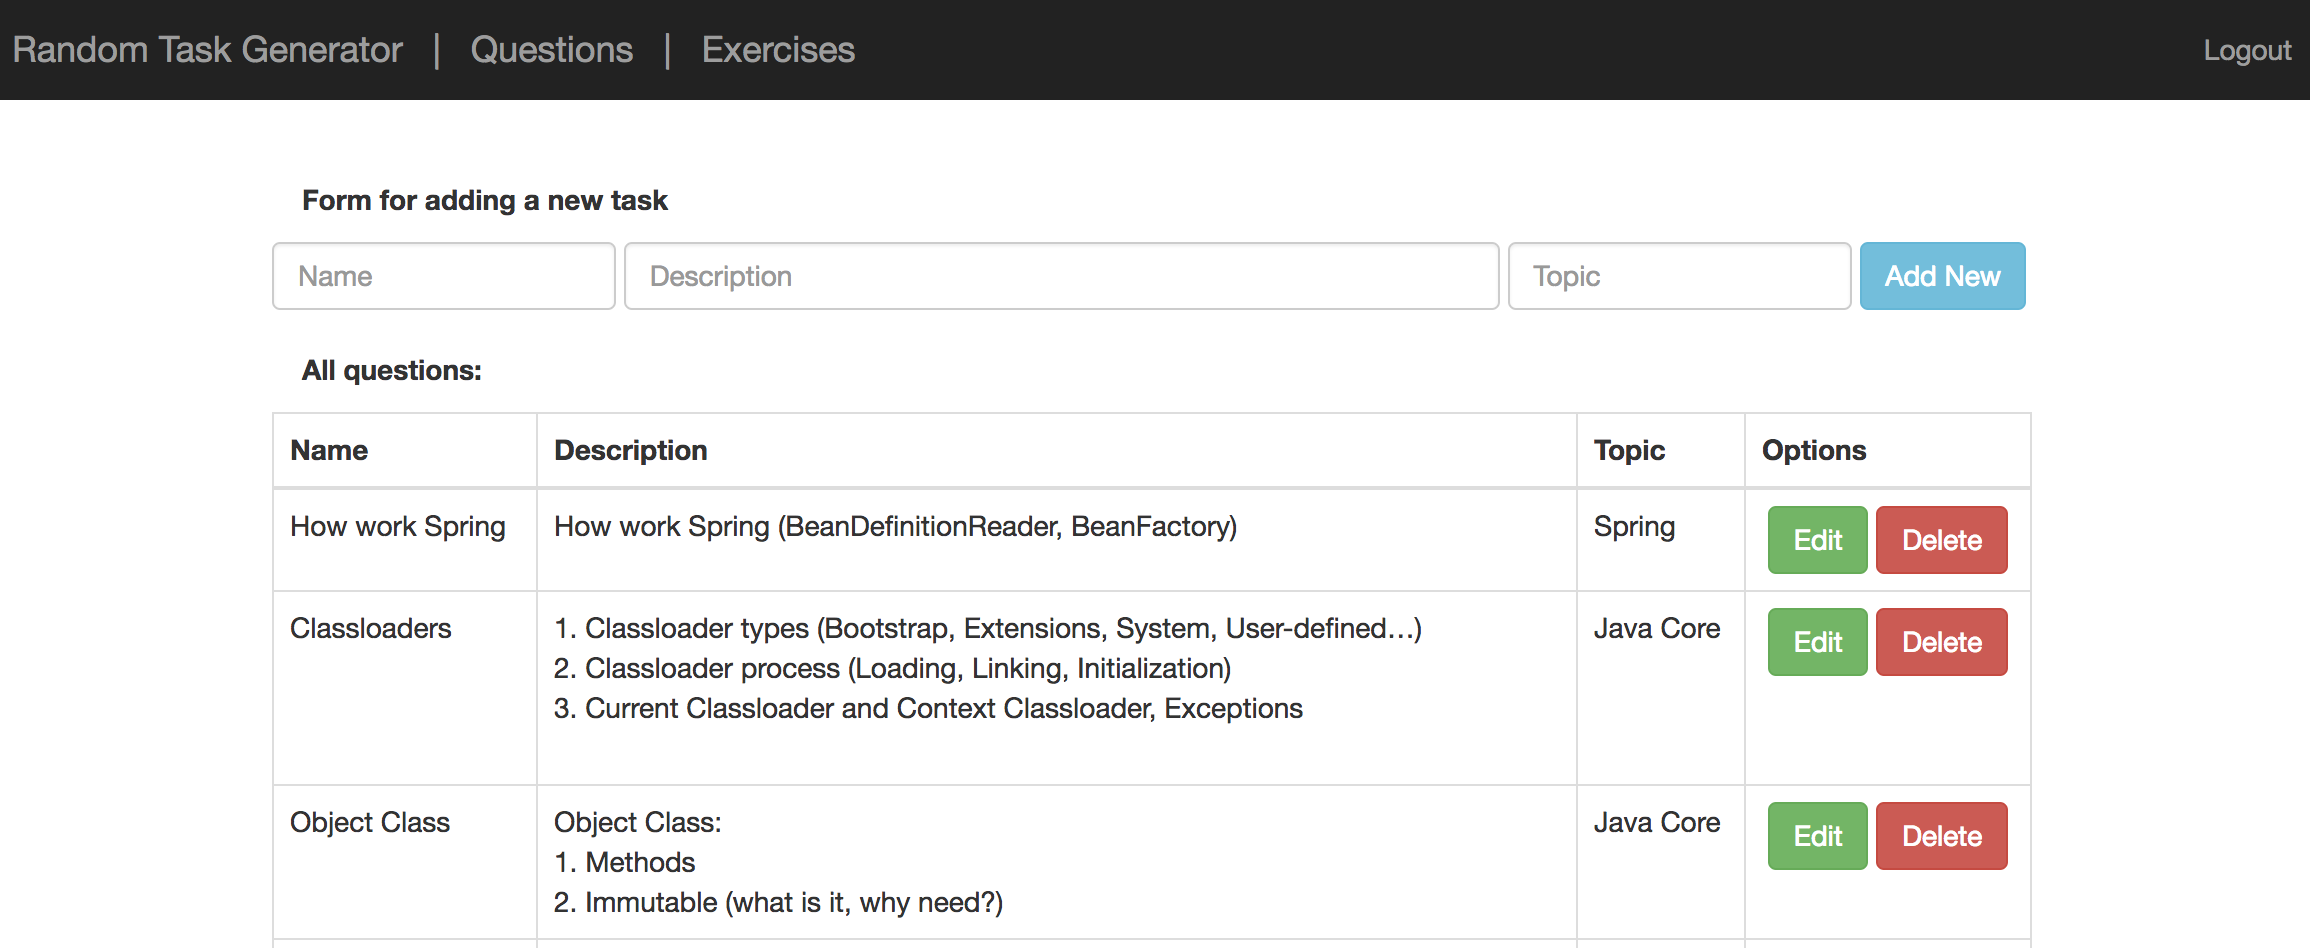 Random Task Generator | Questions | Exercises Logout
Form for adding a new task
Name Description Topic Add New
All questions:
Name Description Topic Options
How work Spring How work Spring (BeanDefinitionReader, BeanFactory) Spring Edit Delete
Classloaders 1. Classloader types (Bootstrap, Extensions, System, User-defined...) Java Core Edit Delete
2. Classloader process (Loading, Linking, Initialization)
3. Current Classloader and Context Classloader, Exceptions
Object Class Object Class: Java Core Edit Delete
1. Methods
2. Immutable (what is it, why need?)